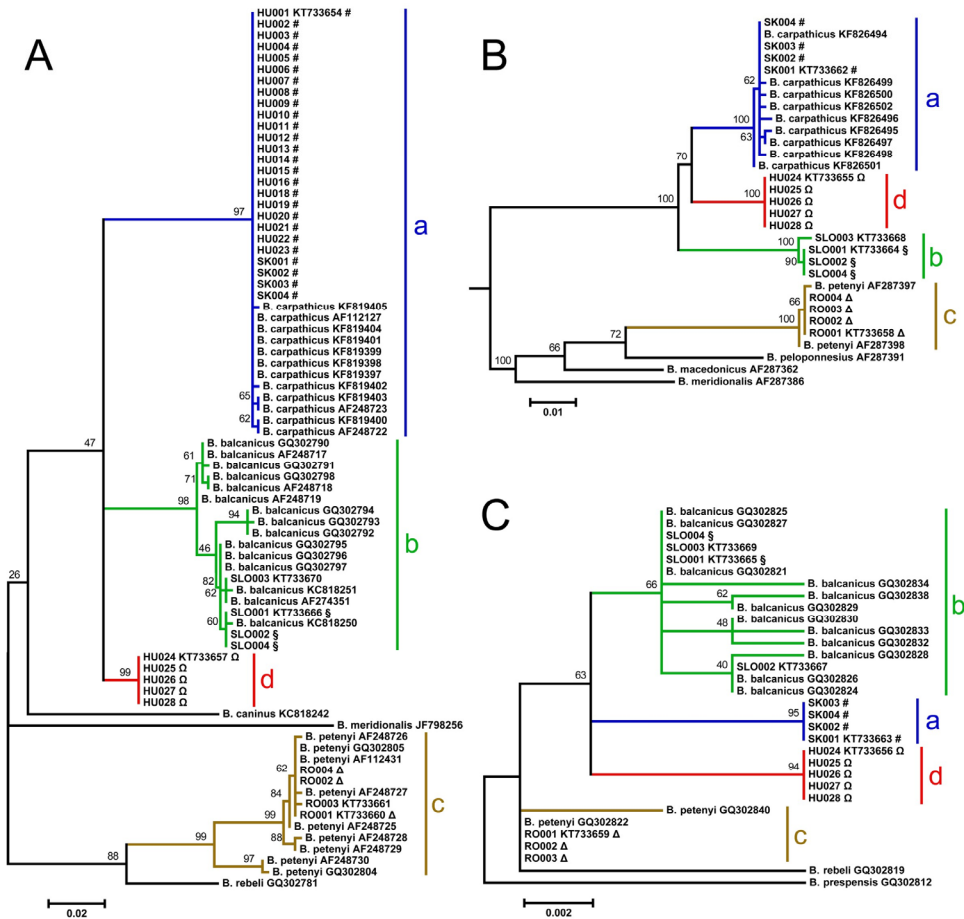 A
HU001 KT733654 #
HU002 #
HU003 #
HU004 #
HU005 #
HU006 #
HU007 #
HU008 #
HU009 #
HU010 #
HU011 #
HU012 #
HU013 #
HU014 #
HU015 #
HU016 #
HU018 #
HU019 #
HU020 #
HU021 #
HU022 #
HU023 #
SK001 #
SK002 #
SK003 #
SK004 #
B. carpathicus KF819405
B. carpathicus AF112127
B. carpathicus KF819404
B. carpathicus KF819401
B. carpathicus KF819399
B. carpathicus KF819398
B. carpathicus KF819397
B. carpathicus KF819402
B. carpathicus KF819403
B. carpathicus AF248723
B. carpathicus KF819400
B. carpathicus AF248722
97
65
62
a
B. balcanicus GQ302790
B. balcanicus AF248717
B. balcanicus GQ302791
B. balcanicus GQ302798
B. balcanicus AF248718
B. balcanicus AF248719
B. balcanicus GQ302794
B. balcanicus GQ302793
B. balcanicus GQ302792
B. balcanicus GQ302795
B. balcanicus GQ302796
B. balcanicus GQ302797
SLO003 KT733670
B. balcanicus KC818251
B. balcanicus AF274351
SLO001 KT733666 §
B. balcanicus KC818250
SLO002 §
SLO004 §
47
61
71
98
94
46
82
62
60
b
HU024 KT733657 Ω
HU025 Ω
HU026 Ω
HU027 Ω
HU028 Ω
26
99
d
B. caninus KC818242
B. meridionalis JF798256
B. petenyi AF248726
B. petenyi GQ302805
B. petenyi AF112431
RO004 Δ
RO002 Δ
B. petenyi AF248727
RO003 KT733661
RO001 KT733660 Δ
B. petenyi AF248725
B. petenyi AF248728
B. petenyi AF248729
B. petenyi AF248730
B. petenyi GQ302804
B. rebeli GQ302781
62
84
99
88
99
97
88
c
0.02
B
SK004 #
B. carpathicus KF826494
SK003 #
SK002 #
SK001 KT733662 #
B. carpathicus KF826499
B. carpathicus KF826500
B. carpathicus KF826502
B. carpathicus KF826496
B. carpathicus KF826495
B. carpathicus KF826497
B. carpathicus KF826498
B. carpathicus KF826501
62
100
63
a
70
HU024 KT733655 Ω
HU025 Ω
HU026 Ω
HU027 Ω
HU028 Ω
100
100
d
SLO003 KT733668
SLO001 KT733664 §
SLO002 §
SLO004 §
100
90
b
B. petenyi AF287397
RO004 Δ
RO003 Δ
RO002 Δ
RO001 KT733658 Δ
B. petenyi AF287398
66
100
c
B. peloponnesius AF287391
B. macedonicus AF287362
B. meridionalis AF287386
72
66
100
0.01
C
B. balcanicus GQ302825
B. balcanicus GQ302827
SLO004 §
SLO003 KT733669
SLO001 KT733665 §
B. balcanicus GQ302821
B. balcanicus GQ302834
B. balcanicus GQ302838
B. balcanicus GQ302829
B. balcanicus GQ302830
B. balcanicus GQ302833
B. balcanicus GQ302832
B. balcanicus GQ302828
SLO002 KT733667
B. balcanicus GQ302826
B. balcanicus GQ302824
66
62
48
40
b
SK003 #
SK004 #
SK002 #
SK001 KT733663 #
63
95
a
HU024 KT733656 Ω
HU025 Ω
HU026 Ω
HU027 Ω
HU028 Ω
94
d
B. petenyi GQ302840
B. petenyi GQ302822
RO001 KT733659 Δ
RO002 Δ
RO003 Δ
c
B. rebeli GQ302819
B. prespensis GQ302812
0.002